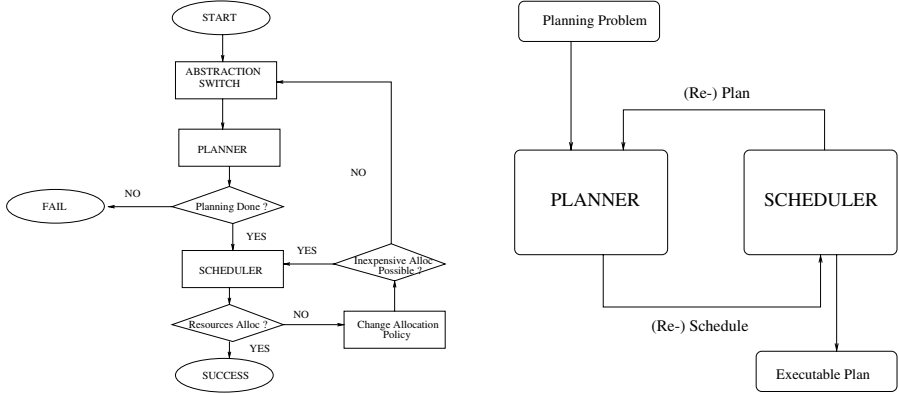 START
ABSTRACTION
SWITCH
PLANNER
NO
NO
FAIL
Planning Done ?
YES
YES
SCHEDULER
Inexpensive Alloc
Possible ?
Resources Alloc ?
NO
Change Allocation
Policy
YES
SUCCESS
Planning Problem
(Re-) Plan
PLANNER
SCHEDULER
(Re-) Schedule
Executable Plan